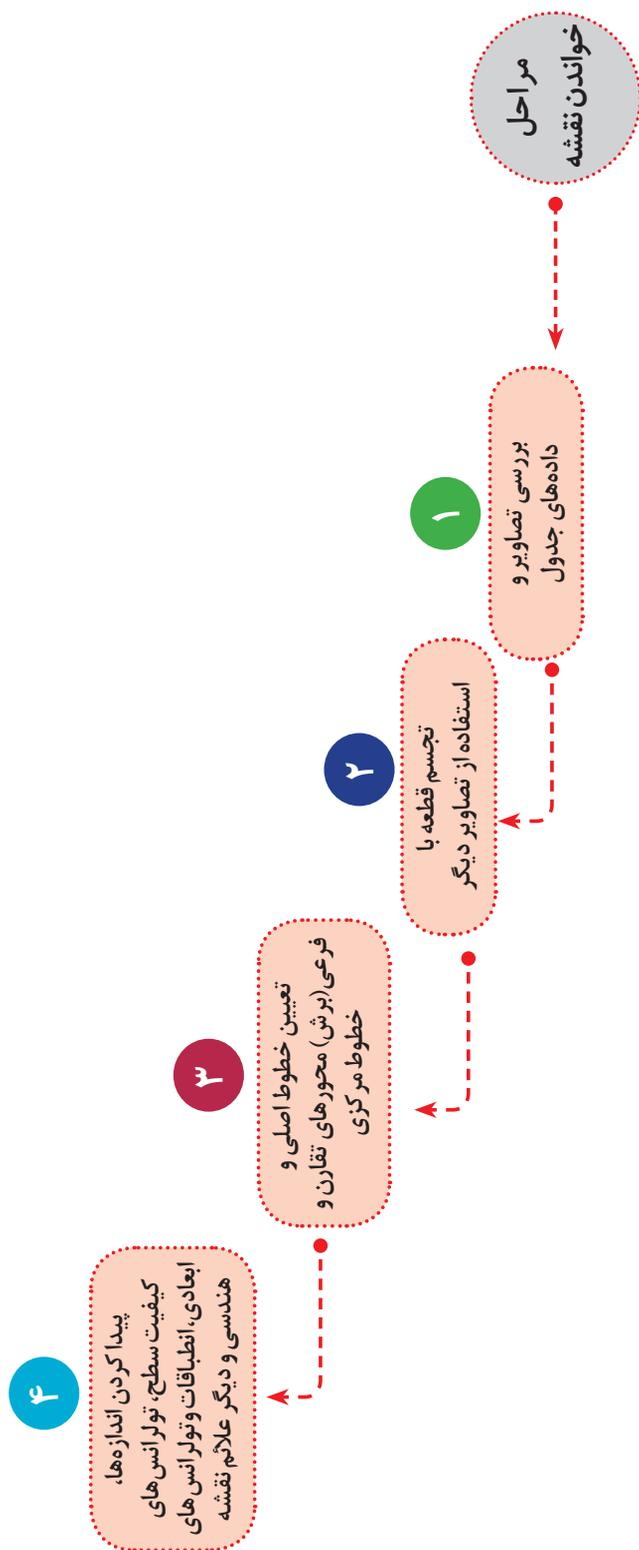 مراحل
خواندن نقشه
۱
بررسی تصاویر و
داده‌های جدول
۲
تجسم قطعه با
استفاده از تصاویر دیگر
۳
تعیین خطوط اصلی و
فرعی(برش) محورهای تقارن و
خطوط مرکزی
۴
پیدا کردن اندازه‌ها،
کیفیت سطح، تولرانس‌های
ابعادی، انطباقات و تولرانس‌های
هندسی و دیگر علائم نقشه